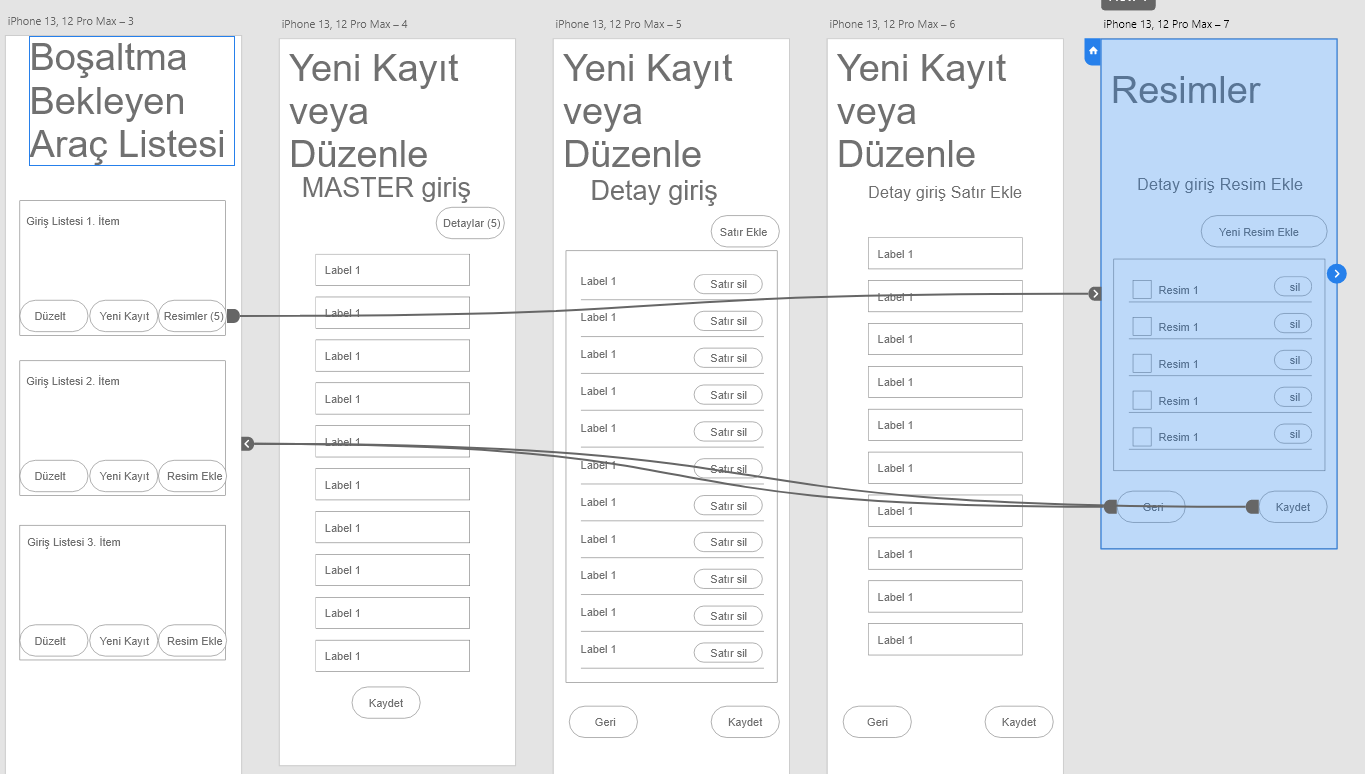 iPhone 13, 12 Pro Max – 3
Boşaltma
Bekleyen
Araç Listesi
Giriş Listesi 1. İtem
Düzelt
Yeni Kayıt
Resimler (5)
Giriş Listesi 2. İtem
Düzelt
Yeni Kayıt
Resim Ekle
Giriş Listesi 3. İtem
Düzelt
Yeni Kayıt
Resim Ekle
iPhone 13, 12 Pro Max – 4
Yeni Kayıt
veya
Düzenle
MASTER giriş
Detaylar (5)
Label 1
Label 1
Label 1
Label 1
Label 1
Label 1
Label 1
Label 1
Label 1
Label 1
Kaydet
iPhone 13, 12 Pro Max – 5
Yeni Kayıt
veya
Düzenle
Detay giriş
Satır Ekle
Label 1 Satır sil
Label 1 Satır sil
Label 1 Satır sil
Label 1 Satır sil
Label 1 Satır sil
Label 1 Satır sil
Label 1 Satır sil
Label 1 Satır sil
Label 1 Satır sil
Label 1 Satır sil
Label 1 Satır sil
Geri
Kaydet
iPhone 13, 12 Pro Max – 6
Yeni Kayıt
veya
Düzenle
Detay giriş Satır Ekle
Label 1
Label 1
Label 1
Label 1
Label 1
Label 1
Label 1
Label 1
Label 1
Label 1
Geri
Kaydet
iPhone 13, 12 Pro Max – 7
Resimler
Detay giriş Resim Ekle
Yeni Resim Ekle
Resim 1 sil
Resim 1 sil
Resim 1 sil
Resim 1 sil
Resim 1 sil
Geri
Kaydet